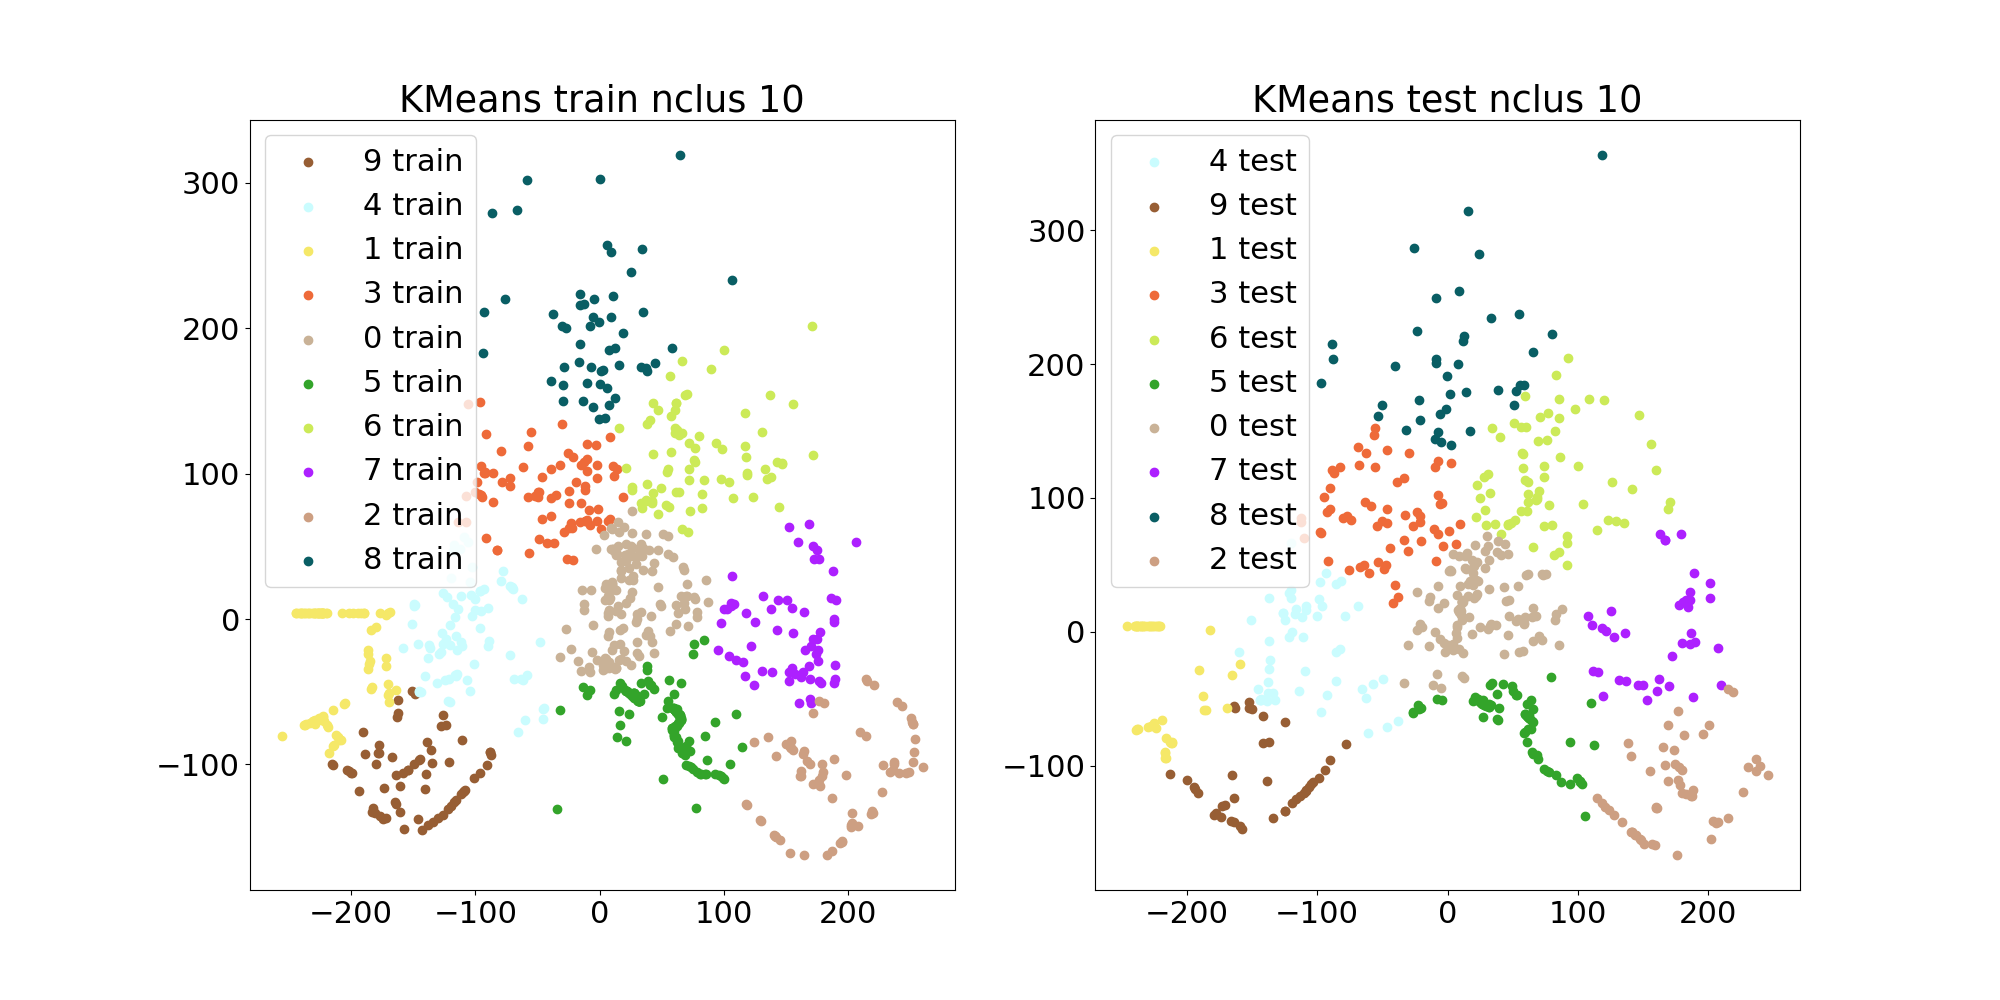 KMeans train nclus 10
300
200
100
0
−100
−200
−100
0
100
200
9 train
4 train
1 train
3 train
0 train
5 train
6 train
7 train
2 train
8 train
KMeans test nclus 10
300
200
100
0
−100
−200
−100
0
100
200
4 test
9 test
1 test
3 test
6 test
5 test
0 test
7 test
8 test
2 test